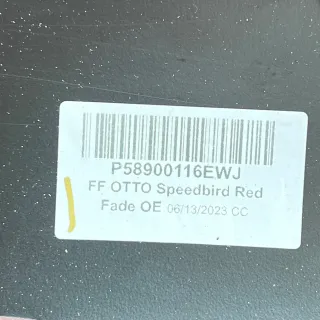 P58900116EWJ
FF OTTO Speedbird Red
Fade OE 06/13/2023 CC